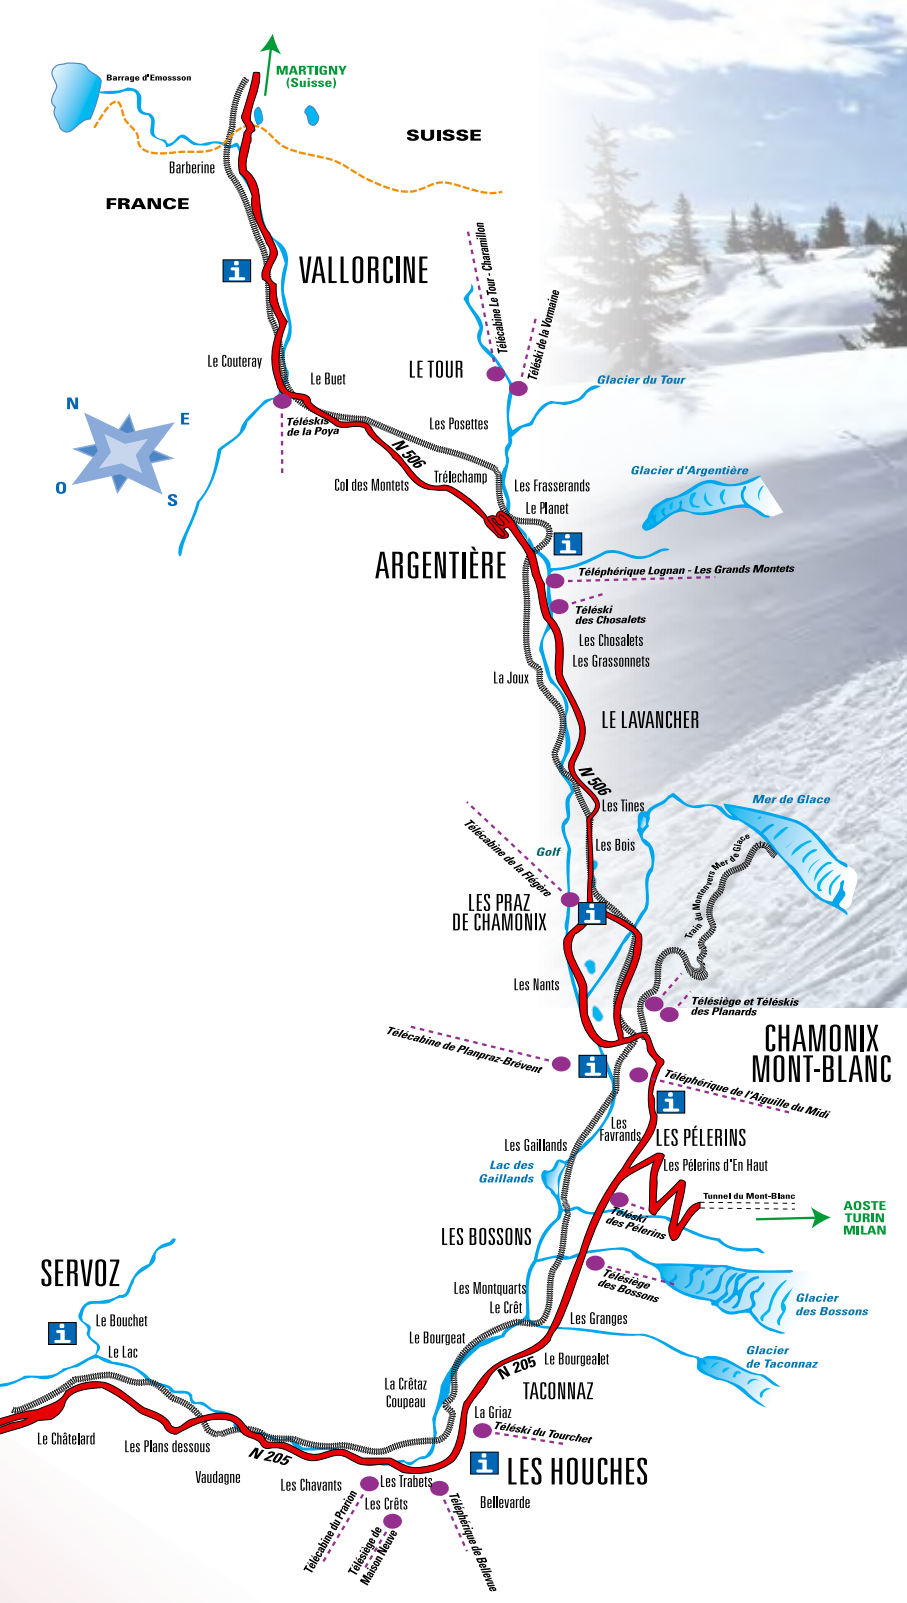 MARTIGNY
(Suisse)
Barrage d'Emossson
SUISSE
Barberine
FRANCE
i
VALLORCINE
Télécabine Le Tour - Charamillon
Téléski de la Vormaine
Le Couteray
Le Buet
LE TOUR
Glacier du Tour
N
E
O
S
Téléskis
de la Poya
Les Posettes
N 506
Col des Montets
Trélechamp
Les Frasserands
Le Planet
Glacier d'Argentière
i
ARGENTIÈRE
Téléphérique Lognan - Les Grands Montets
Téléski
des Chosalets
Les Chosalets
Les Grassonnets
La Joux
LE LAVANCHER
N 506
Les Tines
Mer de Glace
Télécabine de la Flégère
Golf
Les Bois
Train du Montenvers Mer de Glace
LES PRAZ
DE CHAMONIX
i
Les Nants
Télésiège et Téléskis
des Planards
CHAMONIX
MONT-BLANC
Télécabine de Planpraz-Brévent
i
Téléphérique de l'Aiguille du Midi
i
Les
Favrands
LES PÉLERINS
Les Gaillands
Lac des
Gaillands
Les Pélerins d'En Haut
Tunnel du Mont-Blanc
AOSTE
TURIN
MILAN
Téléski
des Pélerins
LES BOSSONS
Télésiège
des Bossons
Glacier
des Bossons
SERVOZ
i
Le Bouchet
Le Lac
Les Montquarts
Le Crêt
Les Granges
Le Bourgeat
N 205
Le Bourgealet
Glacier
de Taconnaz
La Crêtaz
Coupeau
TACONNAZ
La Griaz
Téléski du Tourchet
Le Châtelard
Les Plans dessous
N 205
Vaudagne
Les Chavants
Les Trabets
i
LES HOUCHES
Les Crêts
Bellevarde
Télécabine du Prarion
Télésiège de
Maison Neuve
Téléphérique de Bellevue